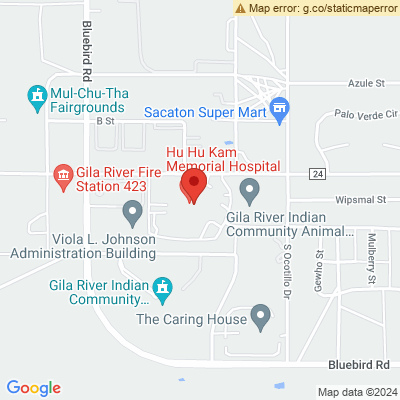 Map error: g.co/staticmaperror
Bluebird Rd
Azule St
Mul-Chu-Tha
Fairgrounds
B St
Sacaton Super Mart
Palo Verde Cir
Hu Hu Kam
Memorial Hospital
Gila River Fire
Station 423
24
Wipsmal St
Gila River Indian
Community Animal...
Viola L. Johnson
Administration Building
S Ocotillo Dr
Gewho St
Mulberry St
Gila River Indian
Community...
The Caring House
Bluebird Rd
Google
Map data ©2024